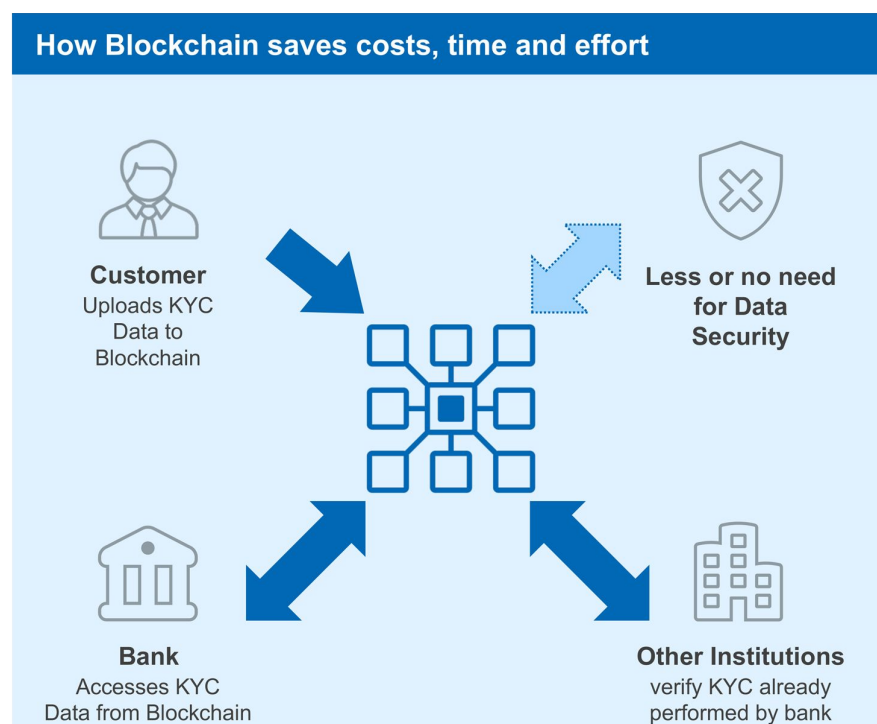 How Blockchain saves costs, time and effort
Customer
Uploads KYC
Data to
Blockchain
Less or no need
for Data
Security
Bank
Accesses KYC
Data from Blockchain
Other Institutions
verify KYC already
performed by bank